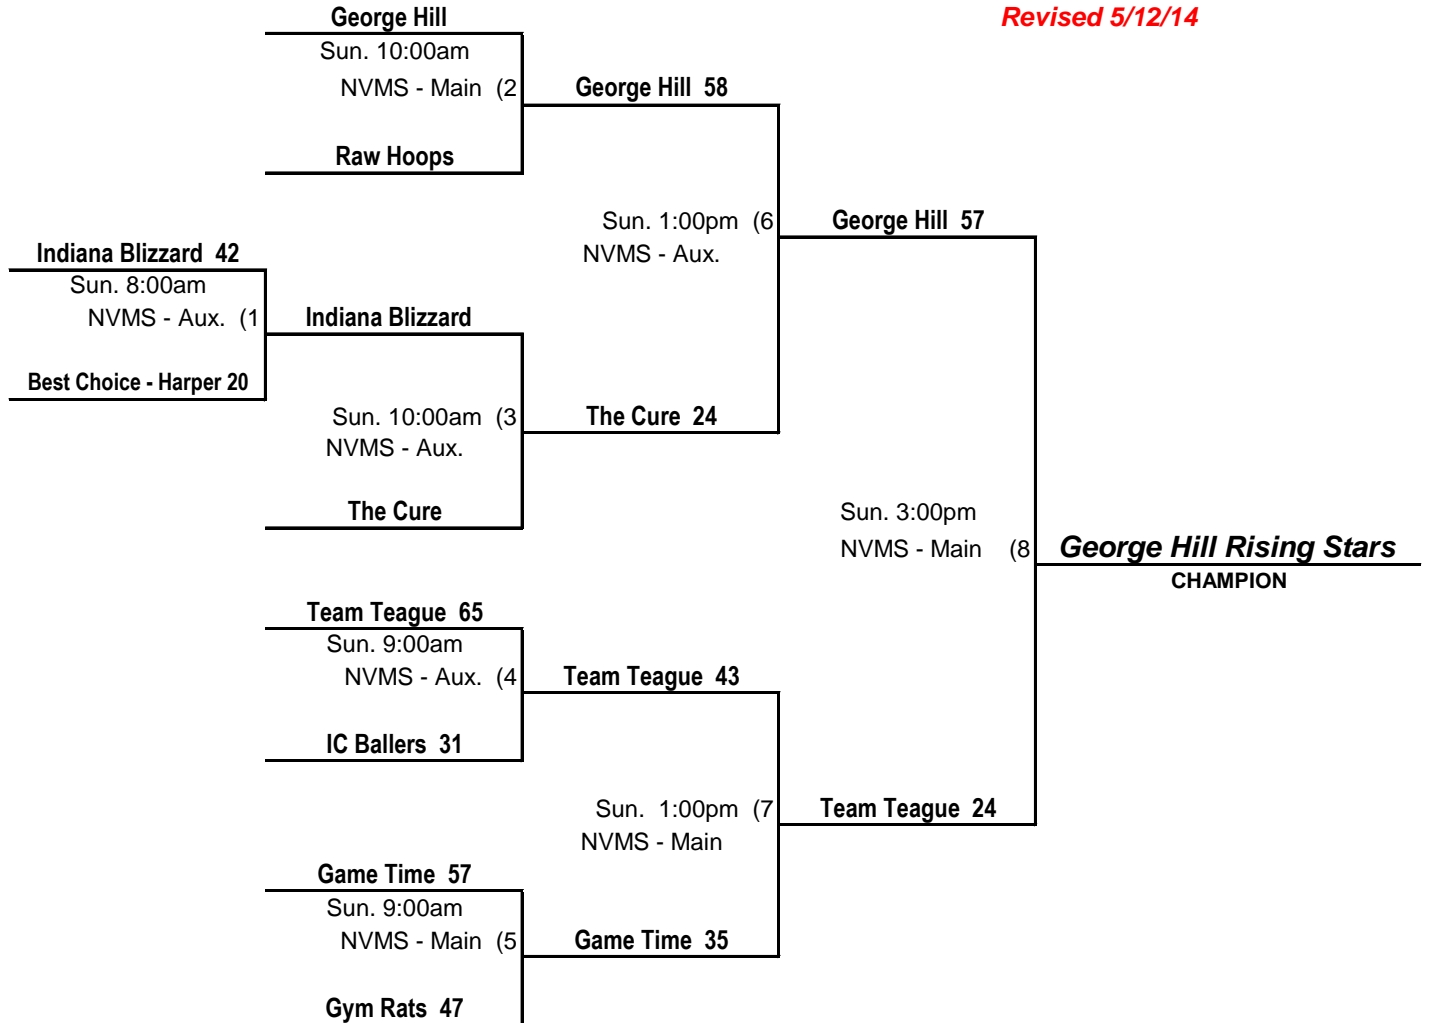 George Hill
Revised 5/12/14
Sun. 10:00am
NVMS - Main (2
George Hill 58
Raw Hoops
Sun. 1:00pm (6
George Hill 57
NVMS - Aux.
Indiana Blizzard 42
Sun. 8:00am
NVMS - Aux. (1
Indiana Blizzard
Best Choice - Harper 20
Sun. 10:00am (3
The Cure 24
NVMS - Aux.
The Cure
Sun. 3:00pm
NVMS - Main (8
George Hill Rising Stars
CHAMPION
Team Teague 65
Sun. 9:00am
NVMS - Aux. (4
Team Teague 43
IC Ballers 31
Sun. 1:00pm (7
Team Teague 24
NVMS - Main
Game Time 57
Sun. 9:00am
NVMS - Main (5
Game Time 35
Gym Rats 47